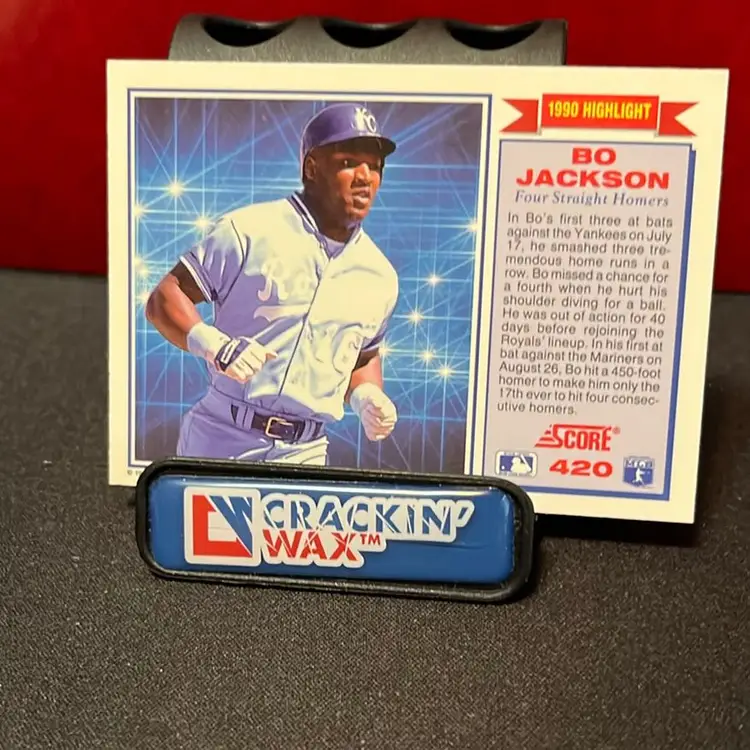 KC
1990 HIGHLIGHT
BO
JACKSON
Four Straight Homers
In Bo's first three at bats
against the Yankees on July
17, he smashed three tre-
mendous home runs in a
row. Bo missed a chance for
a fourth when he hurt his
shoulder diving for a ball.
He was out of action for 40
days before rejoining the
Royals' lineup. In his first at
bat against the Mariners on
August 26, Bo hit a 450-foot
homer to make him only the
17th ever to hit four consec-
utive homers.
SCORE®
420
CRACKIN'
WAX™